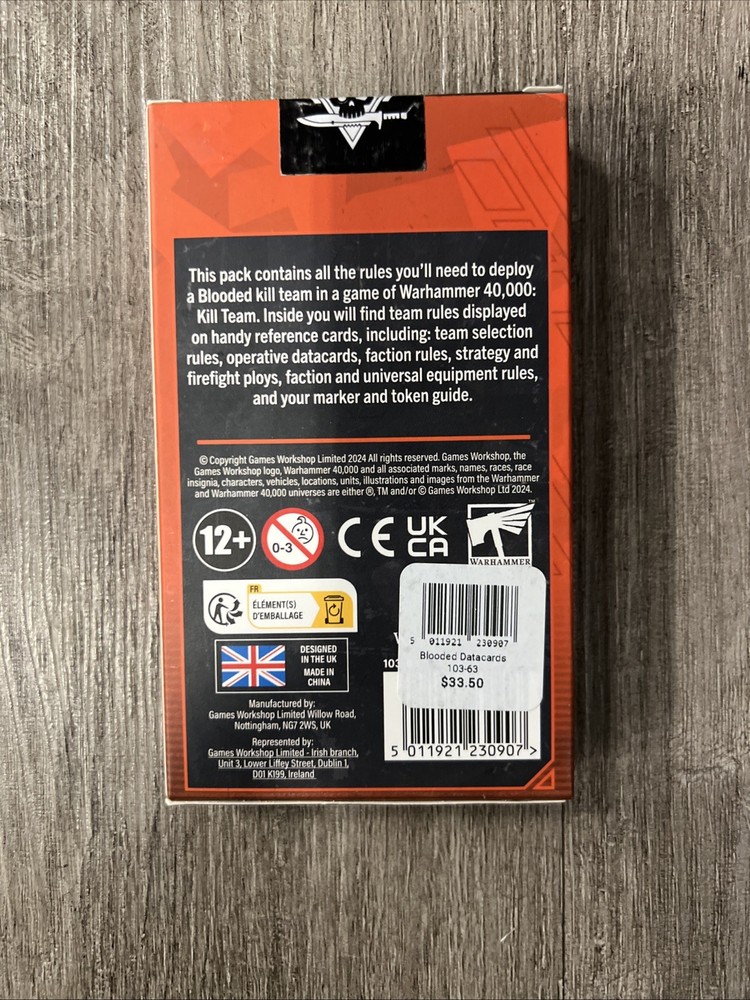 This pack contains all the rules you'll need to deploy
a Blooded kill team in a game of Warhammer 40,000:
Kill Team. Inside you will find team rules displayed
on handy reference cards, including: team selection
rules, operative datacards, faction rules, strategy and
firefight ploys, faction and universal equipment rules,
and your marker and token guide.
© Copyright Games Workshop Limited 2024 All rights reserved. Games Workshop, the
Games Workshop logo, Warhammer 40,000 and all associated marks, names, races, race
insignia, characters, vehicles, locations, units, illustrations and images from the Warhammer
and Warhammer 40,000 universes are either ®, TM and/or © Games Workshop Ltd 2024.
12+
0-3
CE
UK
CA
WARHAMMER
TM
FR
ÉLÉMENT(S)
D'EMBALLAGE
DESIGNED
IN THE UK
MADE IN
CHINA
Manufactured by:
Games Workshop Limited Willow Road,
Nottingham, NG7 2WS, UK
Represented by:
Games Workshop Limited - Irish branch,
Unit 3, Lower Liffey Street, Dublin 1,
D01 K199, Ireland
5 011921 230907
Blooded Datacards
103-63
$33.50
103
5 011921 230907 >